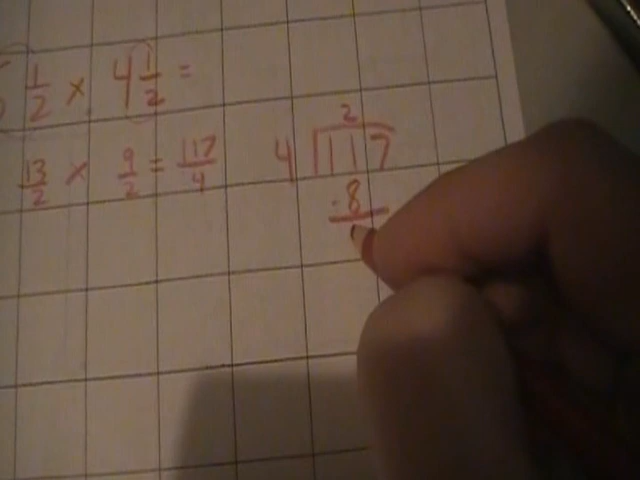 1/2 x 4 1/2 =
13/2 x 9/2 = 117/4
2
4 117
-8